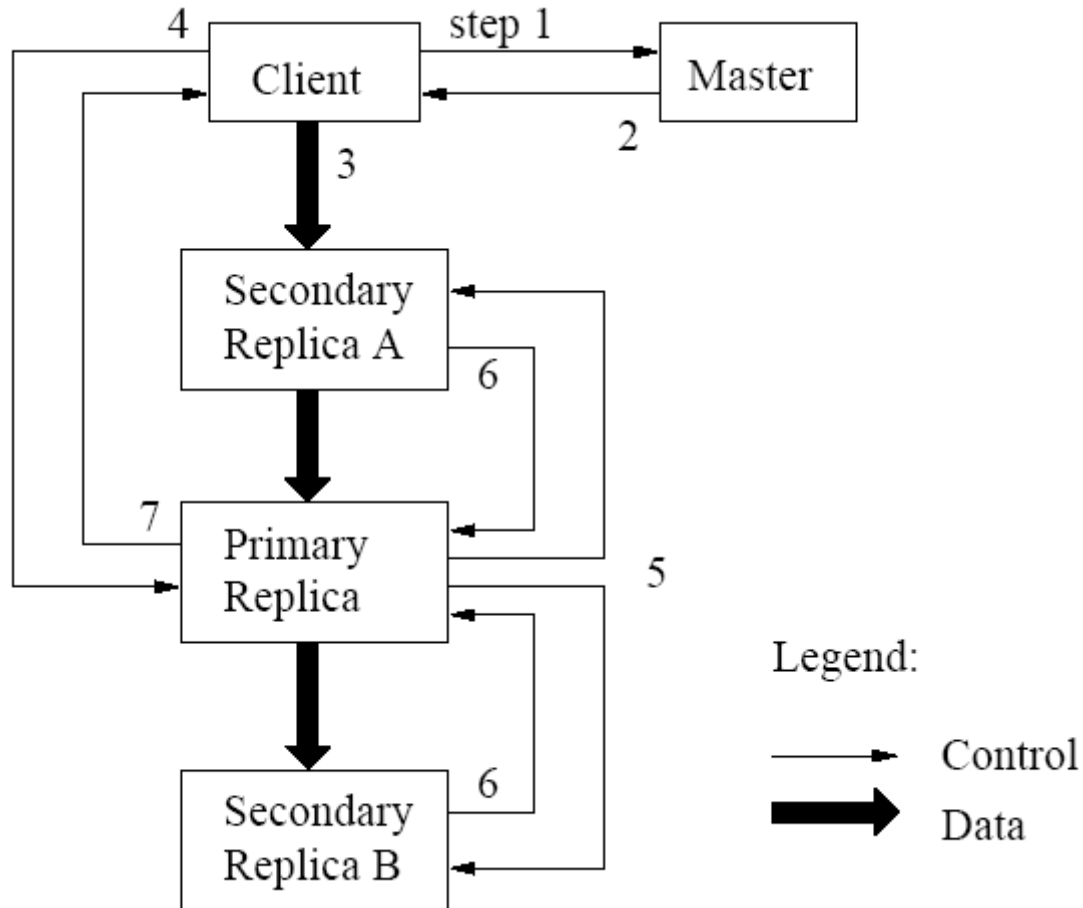 4
step 1
Client
Master
2
3
Secondary
Replica A
6
7
Primary
Replica
5
Legend:
Control
6
Secondary
Replica B
Data